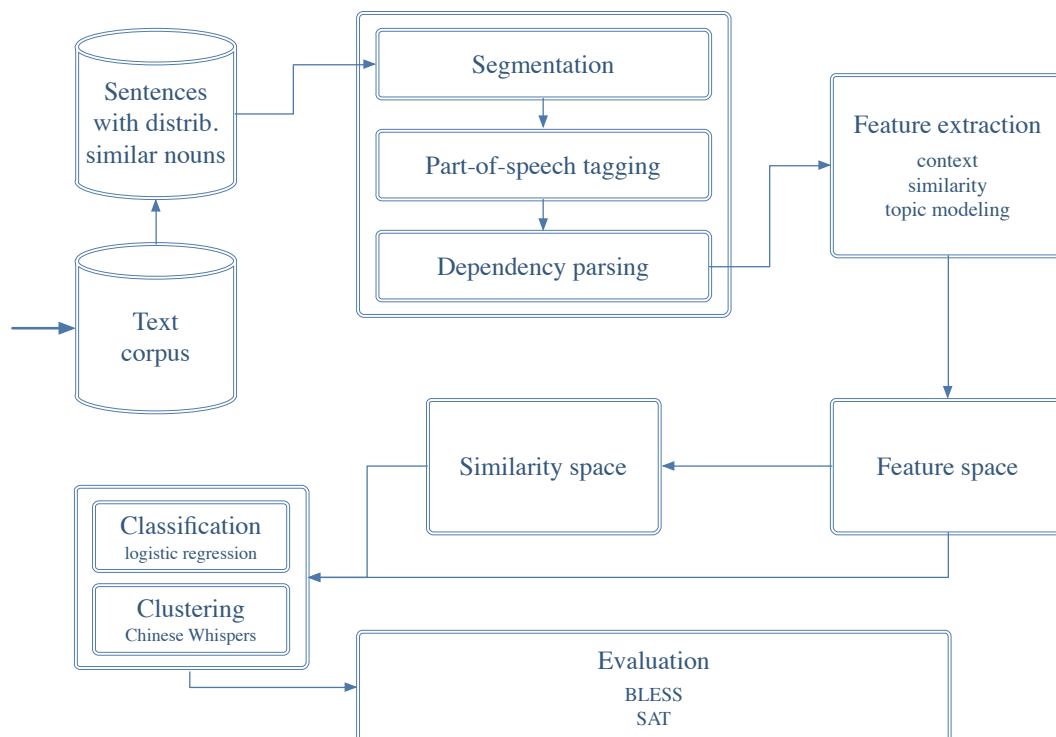 Sentences
with distrib.
similar nouns
Text
corpus
Segmentation
Part-of-speech tagging
Dependency parsing
Feature extraction
context
similarity
topic modeling
Feature space
Similarity space
Classification
logistic regression
Clustering
Chinese Whispers
Evaluation
BLESS
SAT